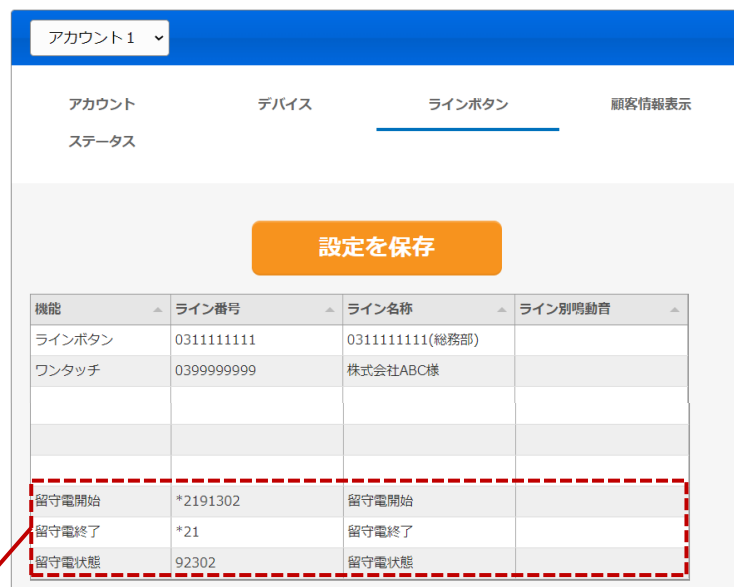 アカウント1
アカウント デバイス ラインボタン 顧客情報表示
ステータス
設定を保存
機能 ライン番号 ライン名称 ライン別鳴動音
ラインボタン 0311111111 0311111111(総務部)
ワンタッチ 0399999999 株式会社ABC様
留守電開始 *2191302 留守電開始
留守電終了 *21 留守電終了
留守電状態 92302 留守電状態